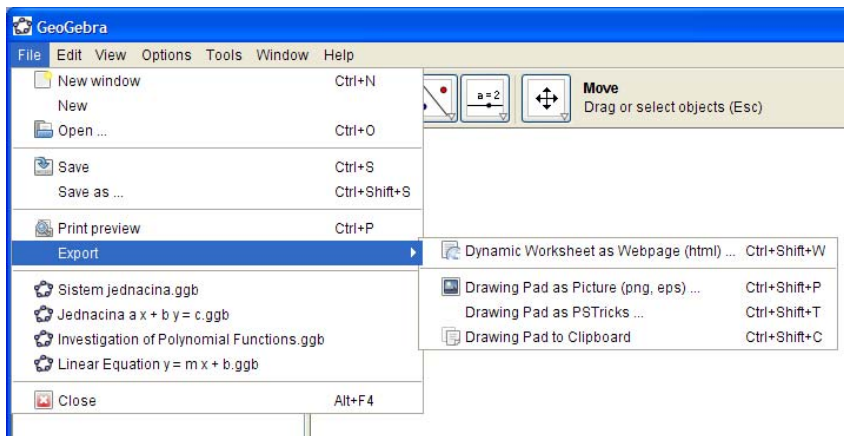 GeoGebra
File Edit View Options Tools Window Help
New window Ctrl+N
New
Open ... Ctrl+O
Save Ctrl+S
Save as ... Ctrl+Shift+S
Print preview Ctrl+P
Export
Sistem jednacina.ggb
Jednacina a x + b y = c.ggb
Investigation of Polynomial Functions.ggb
Linear Equation y = m x + b.ggb
Close Alt+F4
a=2
Move
Drag or select objects (Esc)
Dynamic Worksheet as Webpage (html) ... Ctrl+Shift+W
Drawing Pad as Picture (png, eps) ... Ctrl+Shift+P
Drawing Pad as PSTricks ... Ctrl+Shift+T
Drawing Pad to Clipboard Ctrl+Shift+C